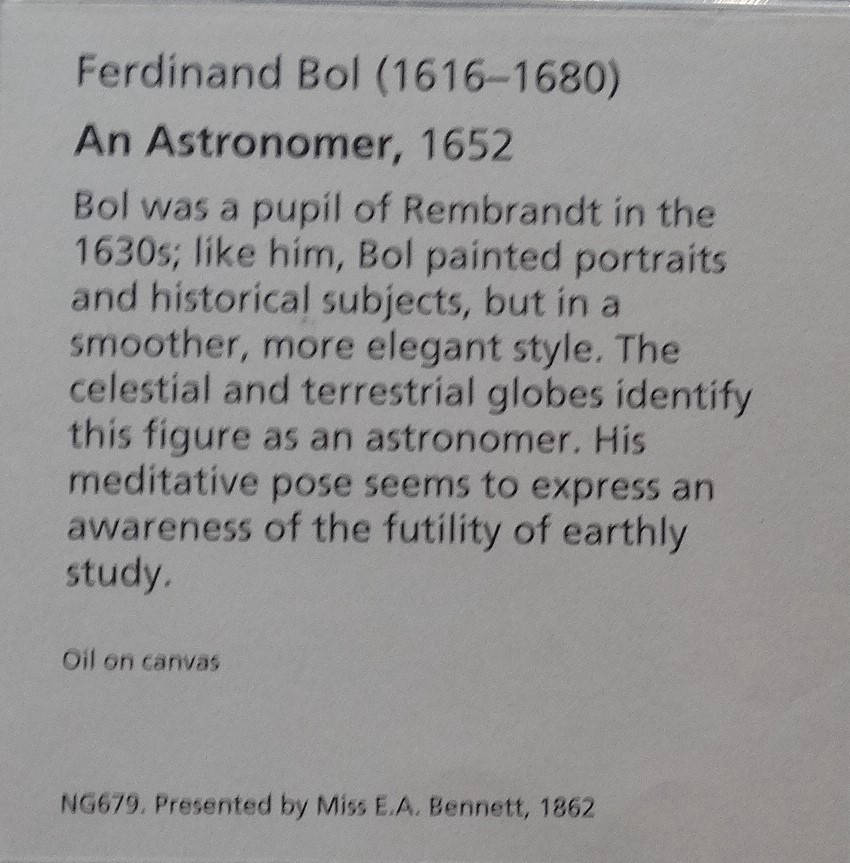 Ferdinand Bol (1616–1680)
An Astronomer, 1652
Bol was a pupil of Rembrandt in the
1630s; like him, Bol painted portraits
and historical subjects, but in a
smoother, more elegant style. The
celestial and terrestrial globes identify
this figure as an astronomer. His
meditative pose seems to express an
awareness of the futility of earthly
study.
Oil on canvas
NG679. Presented by Miss E.A. Bennett, 1862